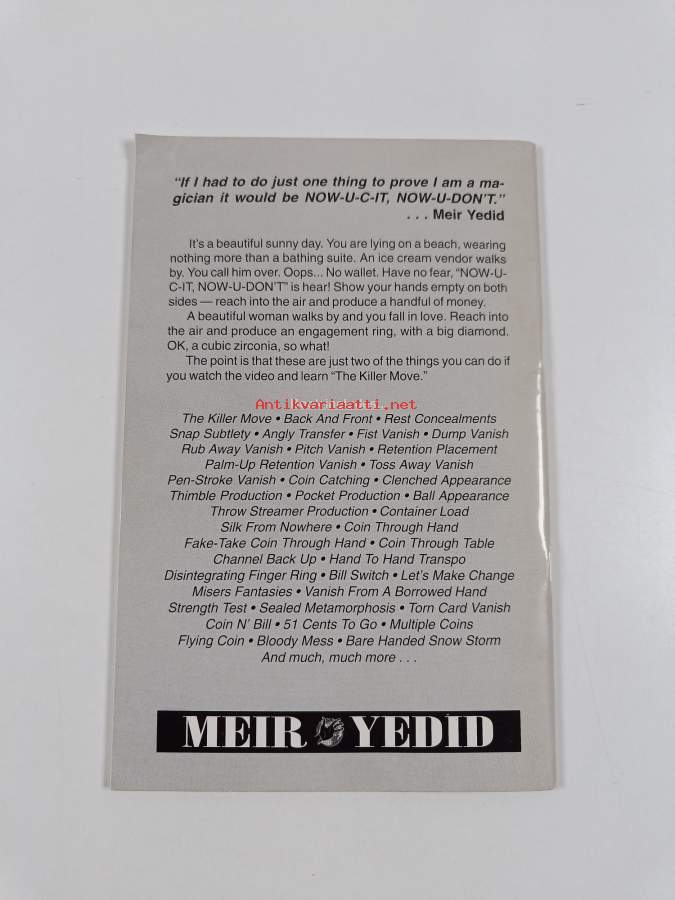 “If I had to do just one thing to prove I am a ma-
gician it would be NOW-U-C-IT, NOW-U-DON’T.”
. . . Meir Yedid
It’s a beautiful sunny day. You are lying on a beach, wearing
nothing more than a bathing suite. An ice cream vendor walks
by. You call him over. Oops... No wallet. Have no fear, “NOW-U-
C-IT, NOW-U-DON’T” is hear! Show your hands empty on both
sides — reach into the air and produce a handful of money.
A beautiful woman walks by and you fall in love. Reach into
the air and produce an engagement ring, with a big diamond.
OK, a cubic zirconia, so what!
The point is that these are just two of the things you can do if
you watch the video and learn “The Killer Move.”
Antikvariaatti.net
The Killer Move • Back And Front • Rest Concealments
Snap Subtlety • Angly Transfer • Fist Vanish • Dump Vanish
Rub Away Vanish • Pitch Vanish • Retention Placement
Palm-Up Retention Vanish • Toss Away Vanish
Pen-Stroke Vanish • Coin Catching • Clenched Appearance
Thimble Production • Pocket Production • Ball Appearance
Throw Streamer Production • Container Load
Silk From Nowhere • Coin Through Hand
Fake-Take Coin Through Hand • Coin Through Table
Channel Back Up • Hand To Hand Transpo
Disintegrating Finger Ring • Bill Switch • Let’s Make Change
Misers Fantasies • Vanish From A Borrowed Hand
Strength Test • Sealed Metamorphosis • Torn Card Vanish
Coin N’ Bill • 51 Cents To Go • Multiple Coins
Flying Coin • Bloody Mess • Bare Handed Snow Storm
And much, much more . . .
MEIR YEDID